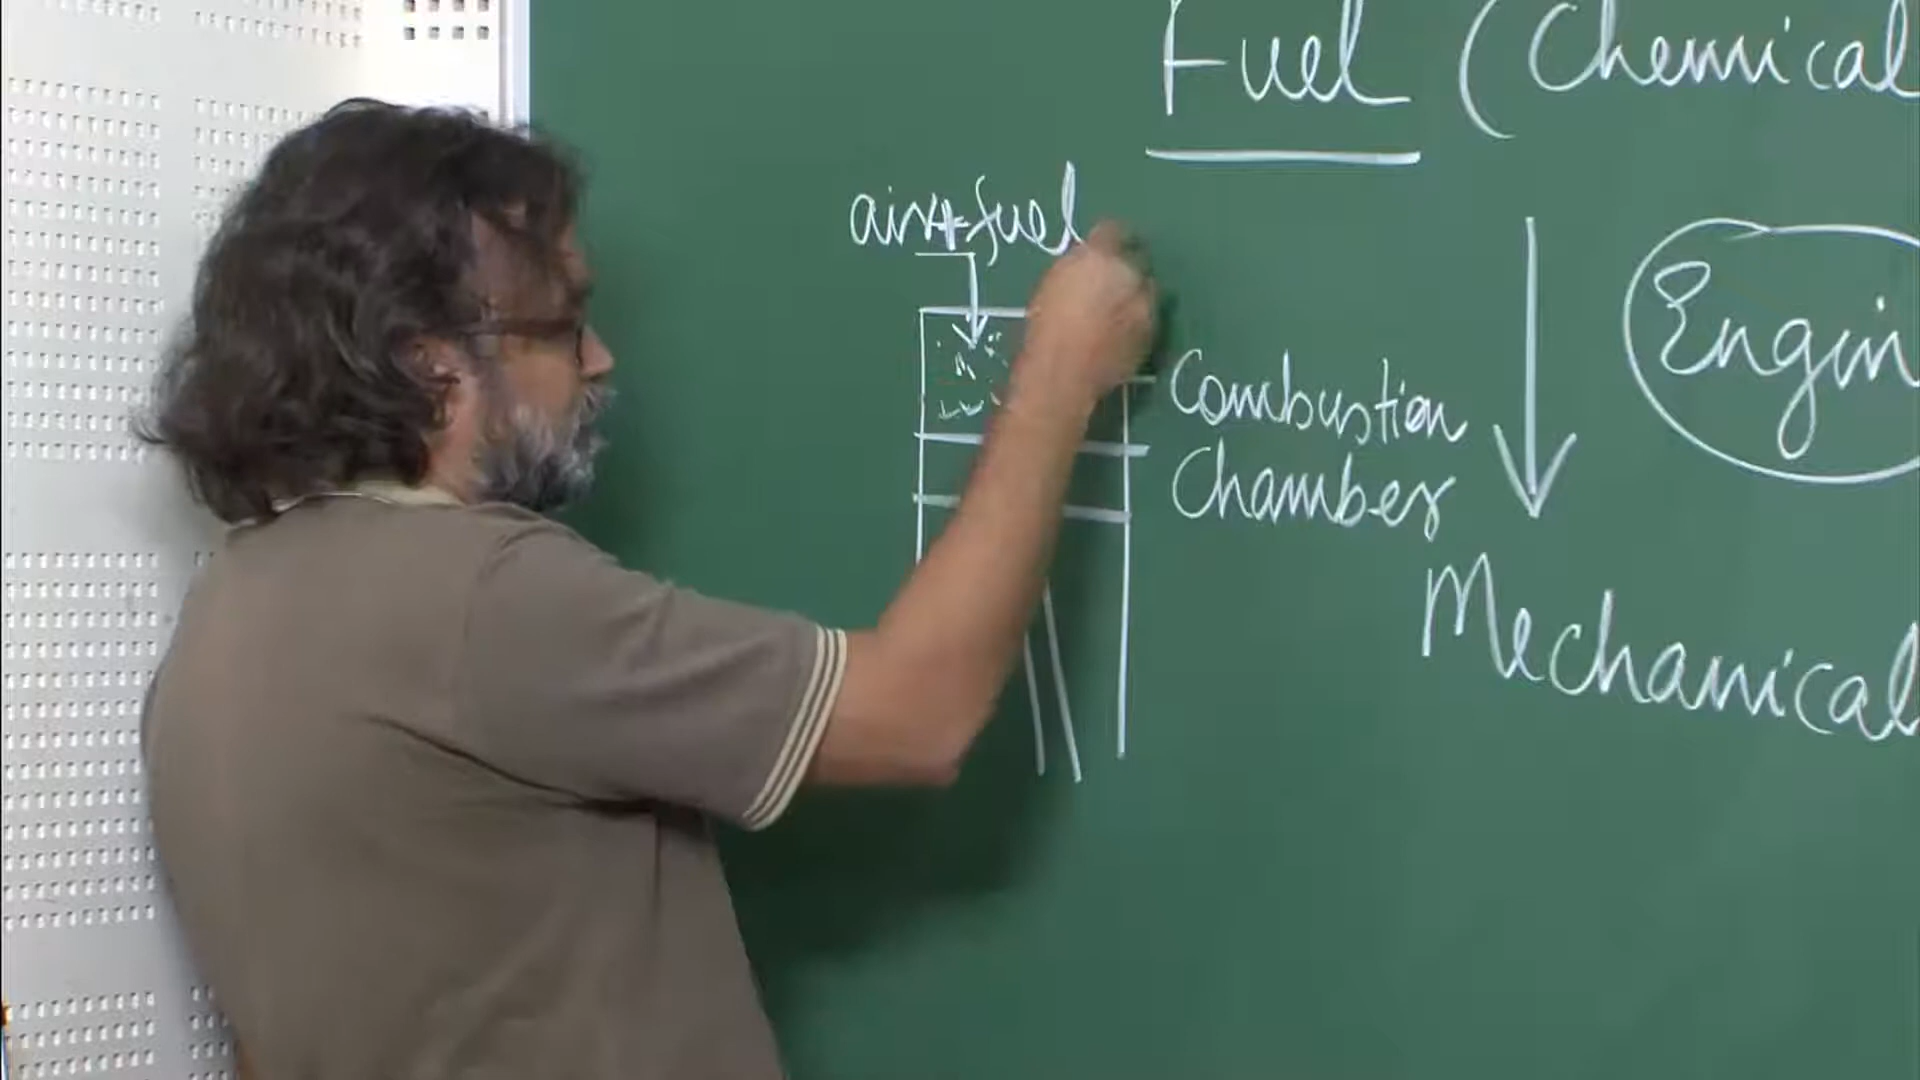 Fuel (Chemical
air+fuel
Combustion
Chamber
Engin
Mechanical